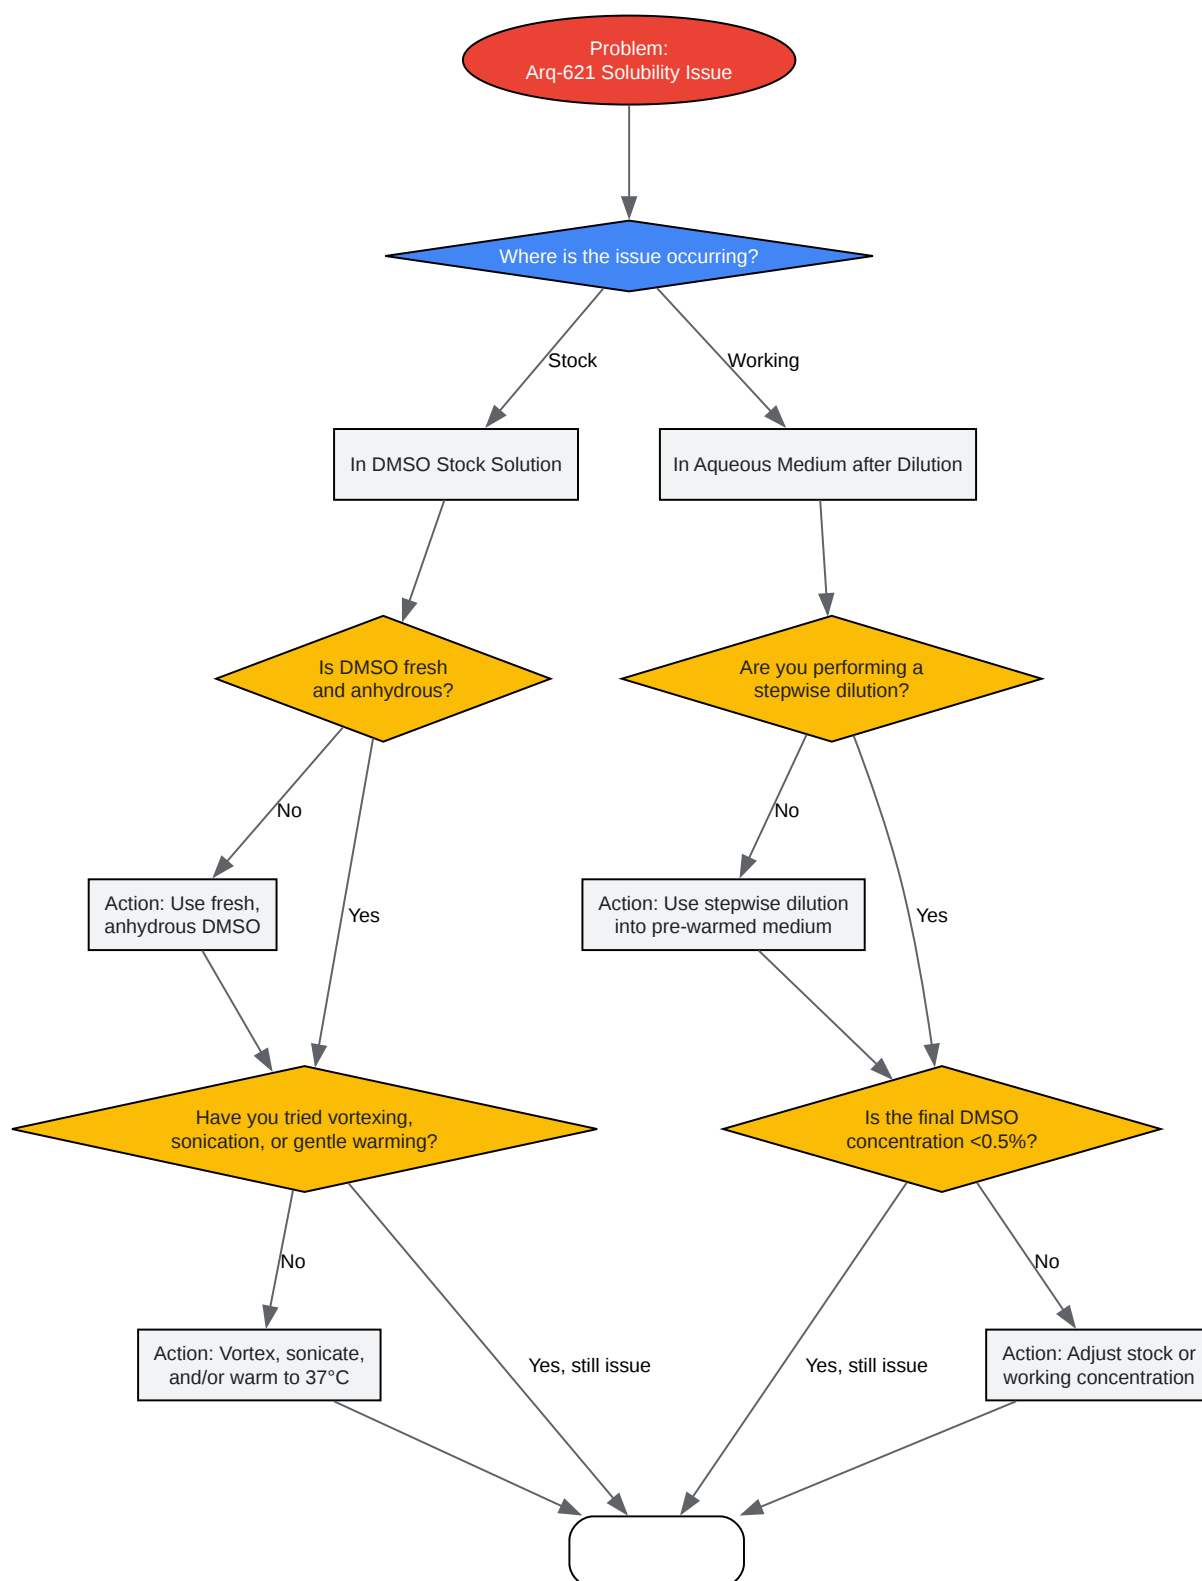 Problem:
Arq-621 Solubility Issue
Where is the issue occurring?
Stock
Working
In DMSO Stock Solution
In Aqueous Medium after Dilution
Is DMSO fresh
and anhydrous?
Are you performing a
stepwise dilution?
No
No
Action: Use fresh,
anhydrous DMSO
Yes
Action: Use stepwise dilution
into pre-warmed medium
Yes
Have you tried vortexing,
sonication, or gentle warming?
Is the final DMSO
concentration <0.5%?
No
No
Action: Vortex, sonicate,
and/or warm to 37°C
Yes, still issue
Yes, still issue
Action: Adjust stock or
working concentration